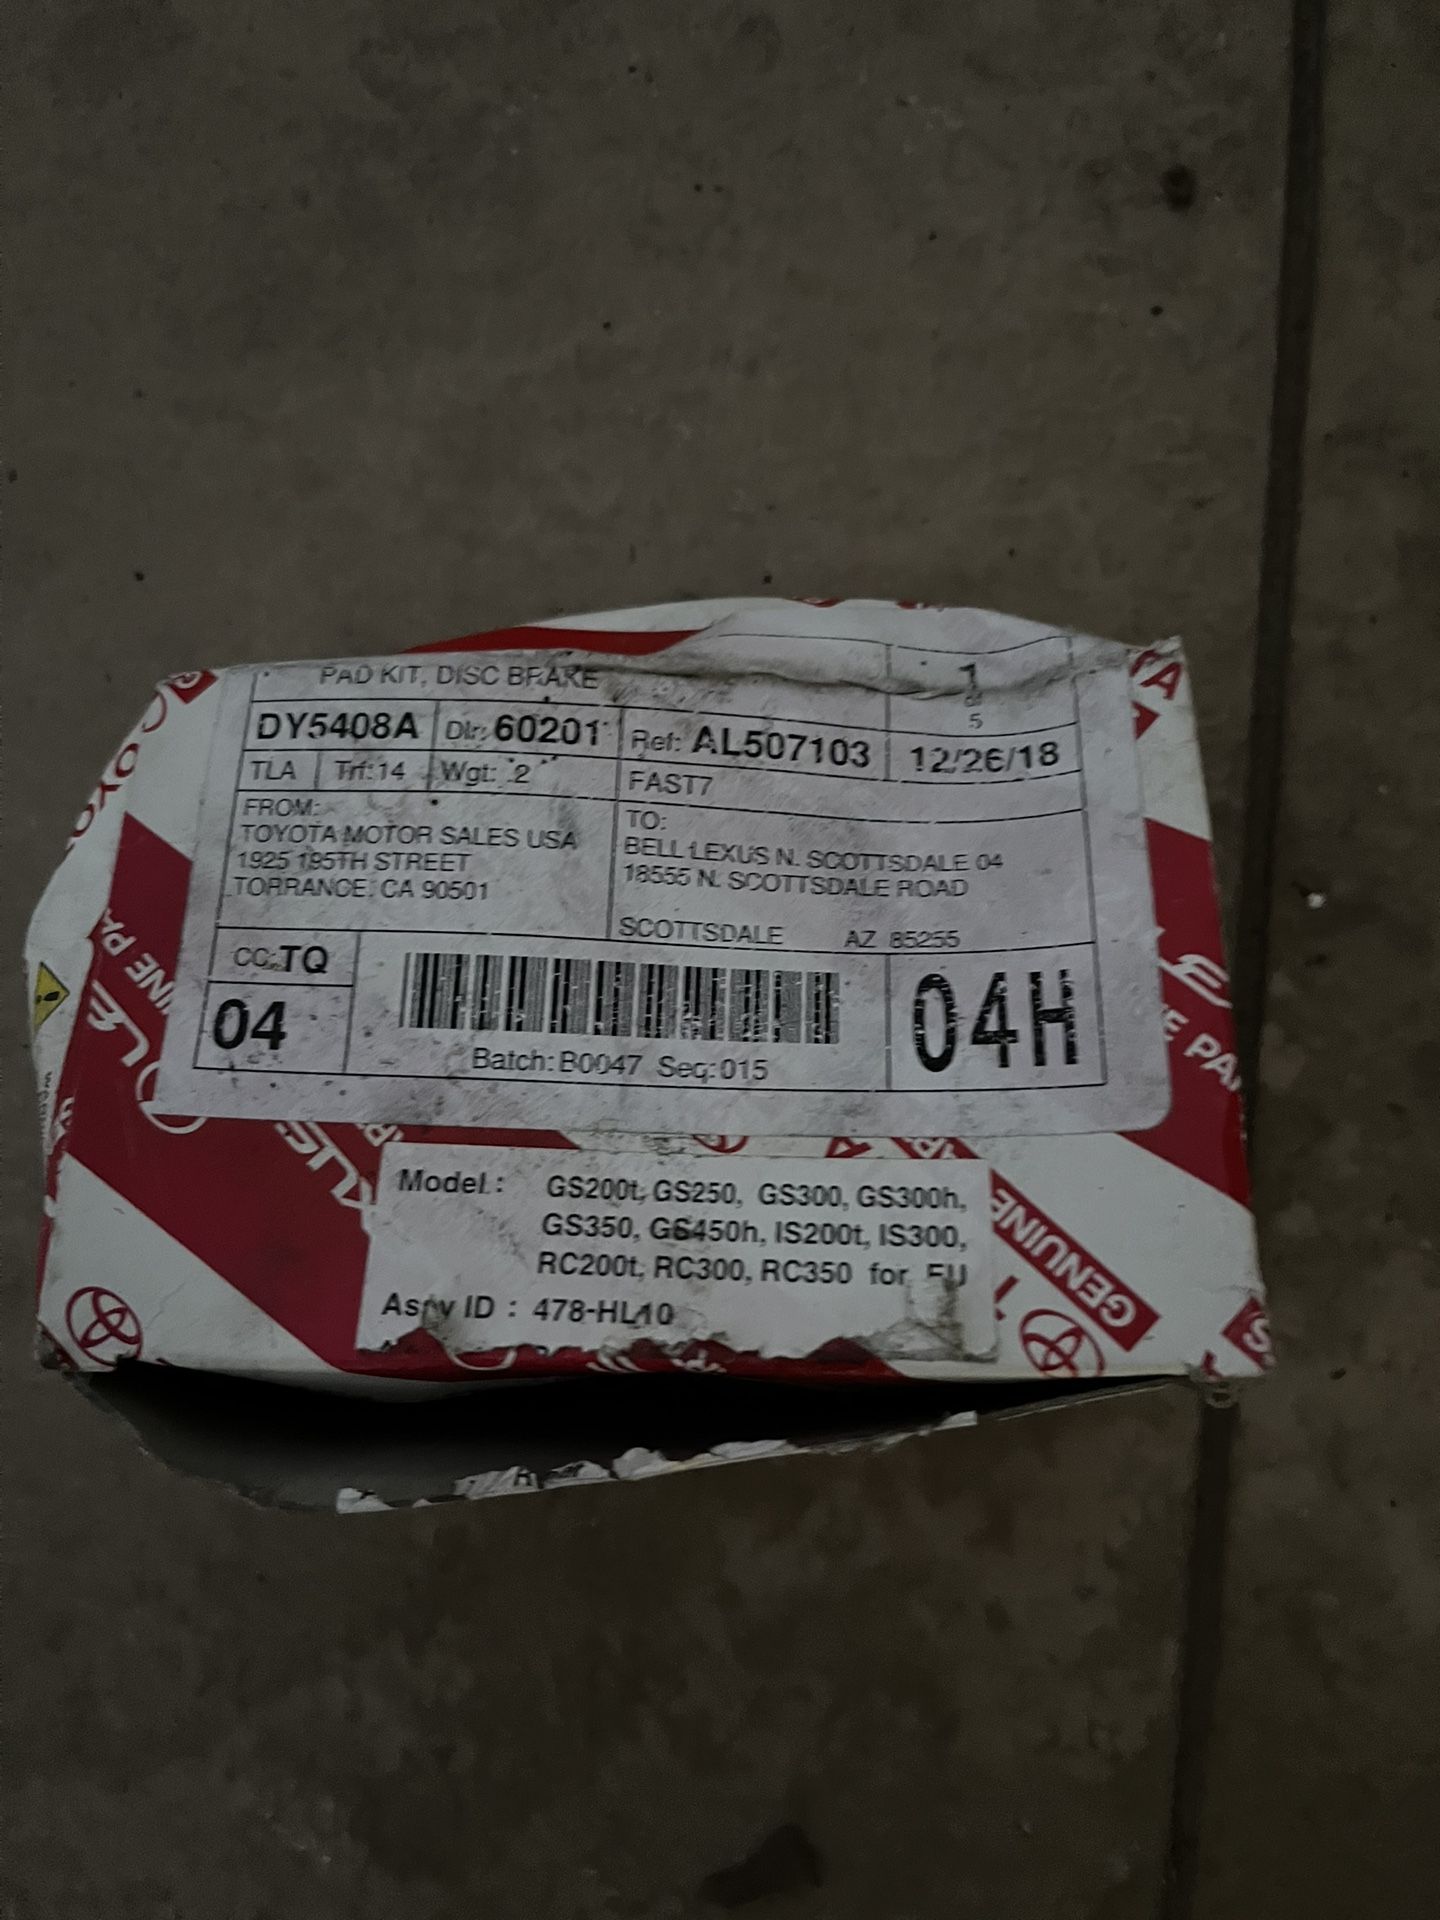 PAD KIT, DISC BRAKE
1
of
5
DY5408A Dlr: 60201 Ref: AL507103 12/26/18
TLA Trf:14 Wgt: .2 FAST7
FROM:
TOYOTA MOTOR SALES USA
1925 195TH STREET
TORRANCE, CA 90501
TO:
BELL LEXUS N. SCOTTSDALE 04
18555 N. SCOTTSDALE ROAD
SCOTTSDALE AZ 85255
CC:TQ
04
Batch: B0047 Seq:015
04H
Model : GS200t, GS250, GS300, GS300h,
GS350, GS450h, IS200t, IS300,
RC200t, RC300, RC350 for EU
Assy ID : 478-HL10
GENUINE